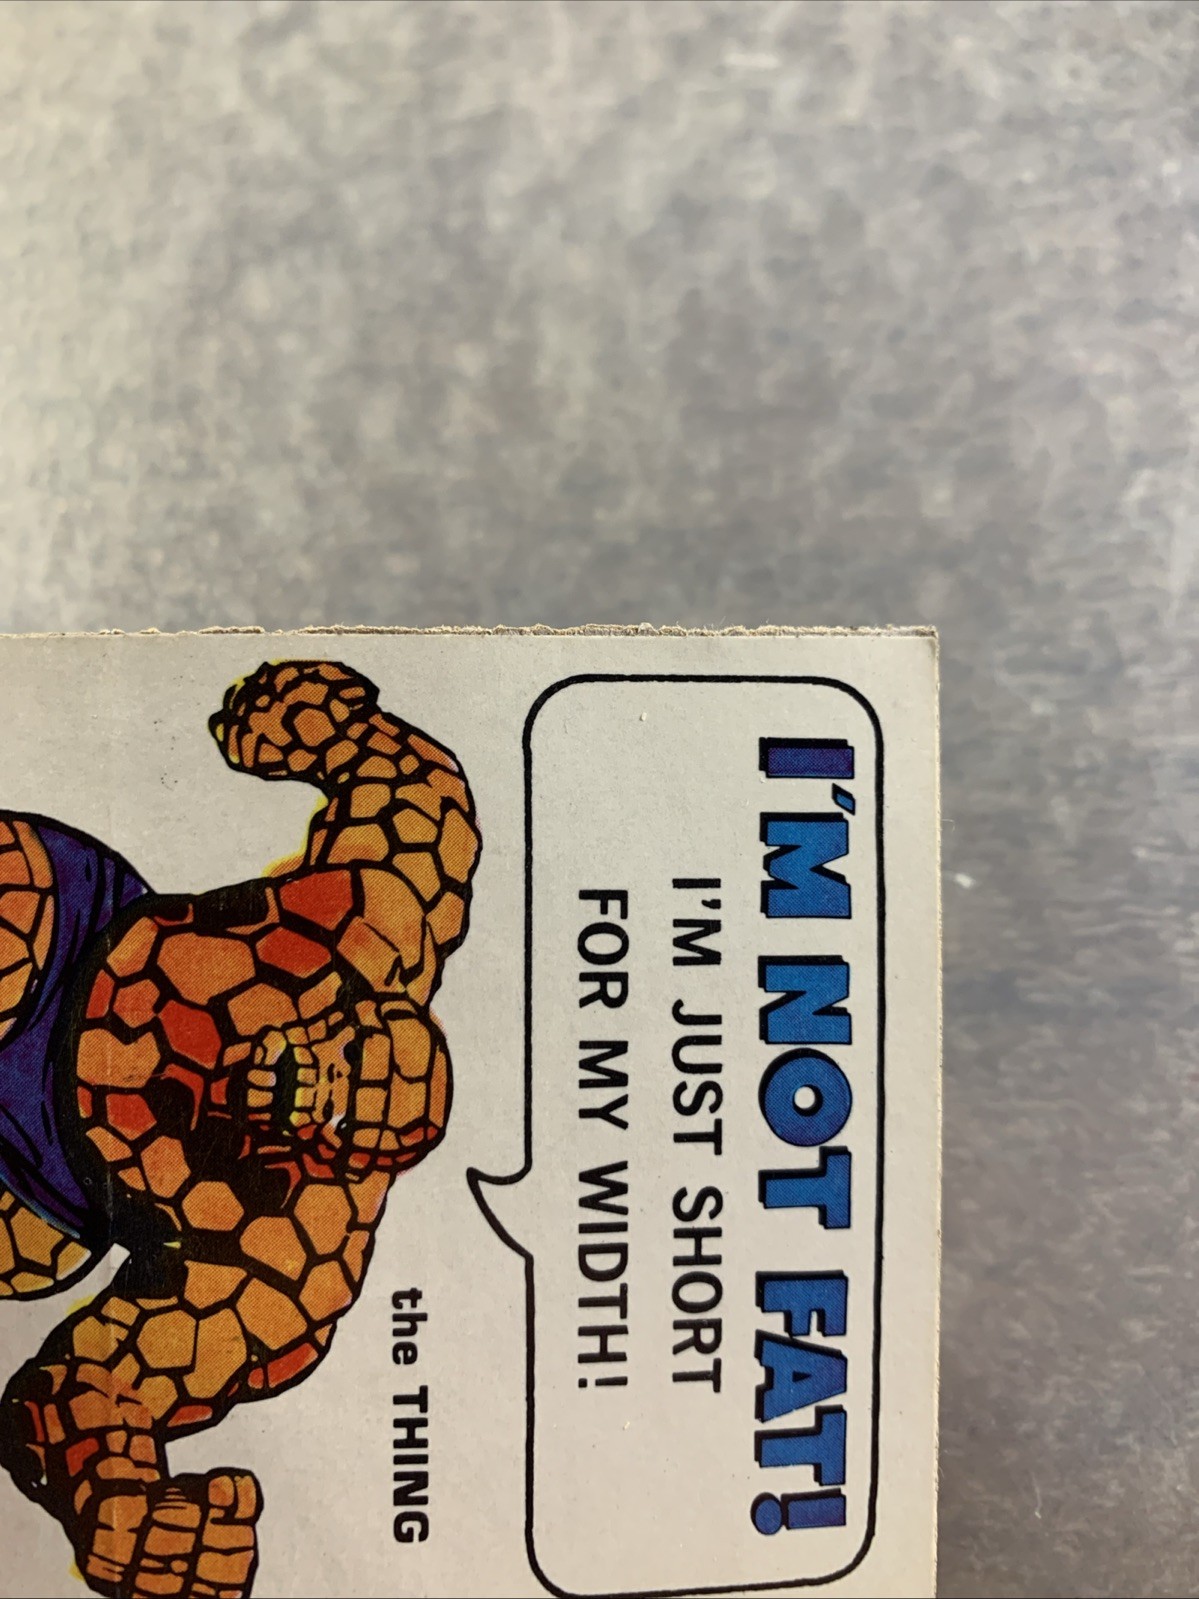 I'M NOT FAT!
I'M JUST SHORT
FOR MY WIDTH!
the THING